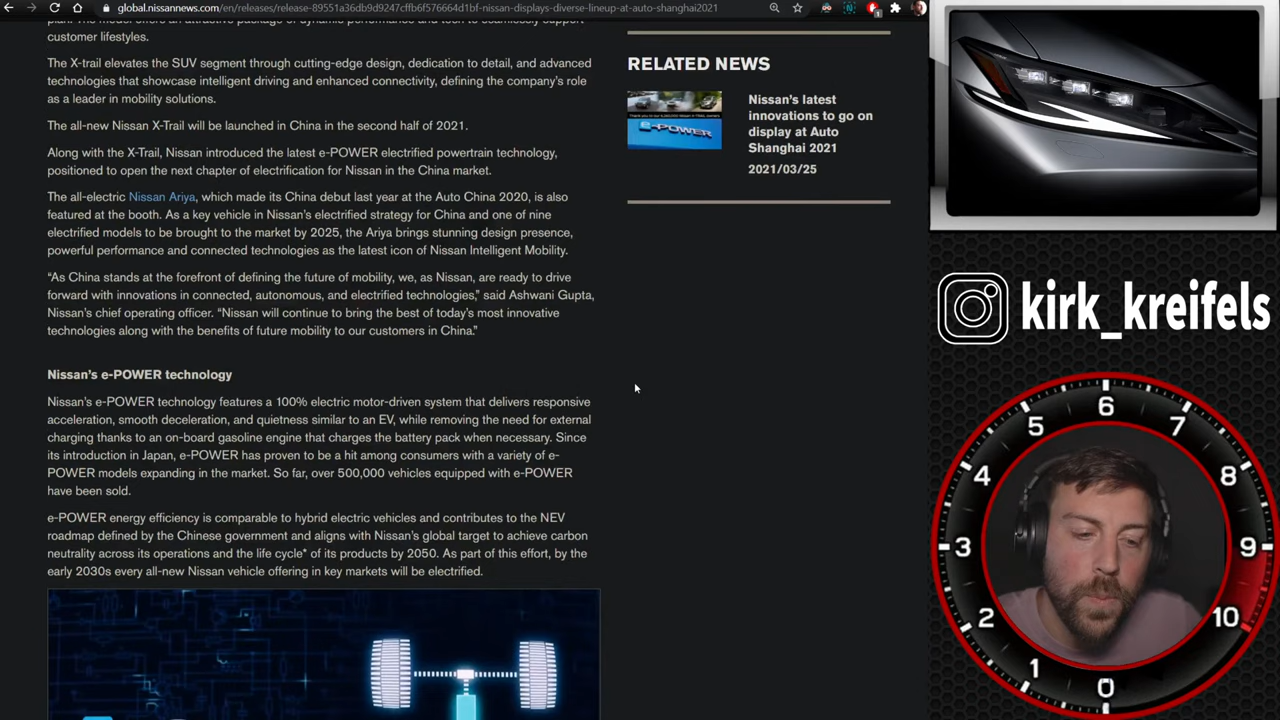 global.nissannews.com/en/releases/release-89551a36db9d9247cffb6f576664d1bf-nissan-displays-diverse-lineup-at-auto-shanghai2021
customer lifestyles.
The X-trail elevates the SUV segment through cutting-edge design, dedication to detail, and advanced
technologies that showcase intelligent driving and enhanced connectivity, defining the company's role
as a leader in mobility solutions.
The all-new Nissan X-Trail will be launched in China in the second half of 2021.
Along with the X-Trail, Nissan introduced the latest e-POWER electrified powertrain technology,
positioned to open the next chapter of electrification for Nissan in the China market.
The all-electric Nissan Ariya, which made its China debut last year at the Auto China 2020, is also
featured at the booth. As a key vehicle in Nissan's electrified strategy for China and one of nine
electrified models to be brought to the market by 2025, the Ariya brings stunning design presence,
powerful performance and connected technologies as the latest icon of Nissan Intelligent Mobility.
“As China stands at the forefront of defining the future of mobility, we, as Nissan, are ready to drive
forward with innovations in connected, autonomous, and electrified technologies,” said Ashwani Gupta,
Nissan's chief operating officer. “Nissan will continue to bring the best of today's most innovative
technologies along with the benefits of future mobility to our customers in China.”
Nissan's e-POWER technology
Nissan's e-POWER technology features a 100% electric motor-driven system that delivers responsive
acceleration, smooth deceleration, and quietness similar to an EV, while removing the need for external
charging thanks to an on-board gasoline engine that charges the battery pack when necessary. Since
its introduction in Japan, e-POWER has proven to be a hit among consumers with a variety of e-
POWER models expanding in the market. So far, over 500,000 vehicles equipped with e-POWER
have been sold.
e-POWER energy efficiency is comparable to hybrid electric vehicles and contributes to the NEV
roadmap defined by the Chinese government and aligns with Nissan's global target to achieve carbon
neutrality across its operations and the life cycle* of its products by 2050. As part of this effort, by the
early 2030s every all-new Nissan vehicle offering in key markets will be electrified.
RELATED NEWS
e-POWER
Nissan's latest
innovations to go on
display at Auto
Shanghai 2021
2021/03/25
kirk_kreifels
0
1
2
3
4
5
6
7
8
9
10